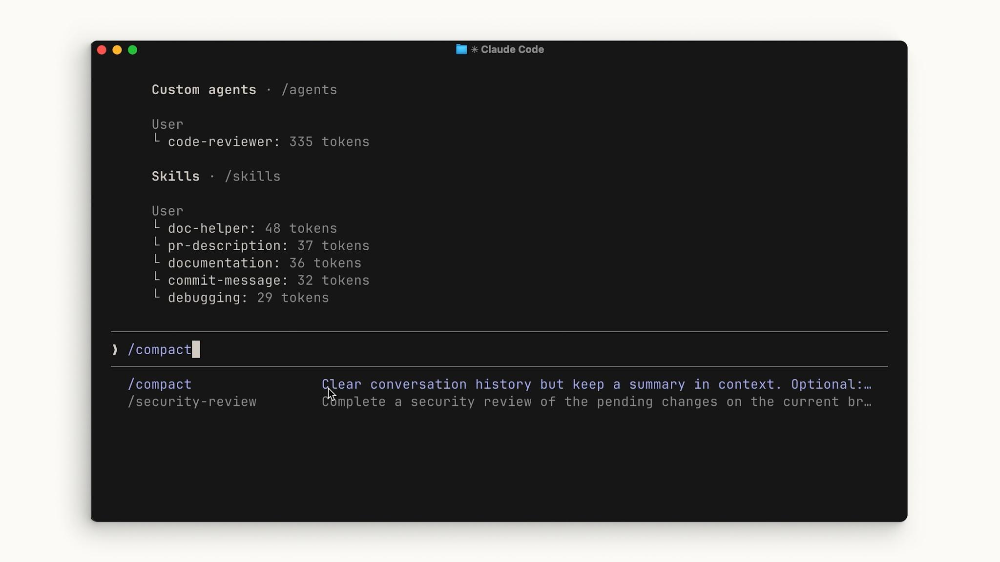 ✳ Claude Code
Custom agents · /agents
User
└ code-reviewer: 335 tokens
Skills · /skills
User
└ doc-helper: 48 tokens
└ pr-description: 37 tokens
└ documentation: 36 tokens
└ commit-message: 32 tokens
└ debugging: 29 tokens
❯ /compact
/compact Clear conversation history but keep a summary in context. Optional:…
/security-review Complete a security review of the pending changes on the current br…